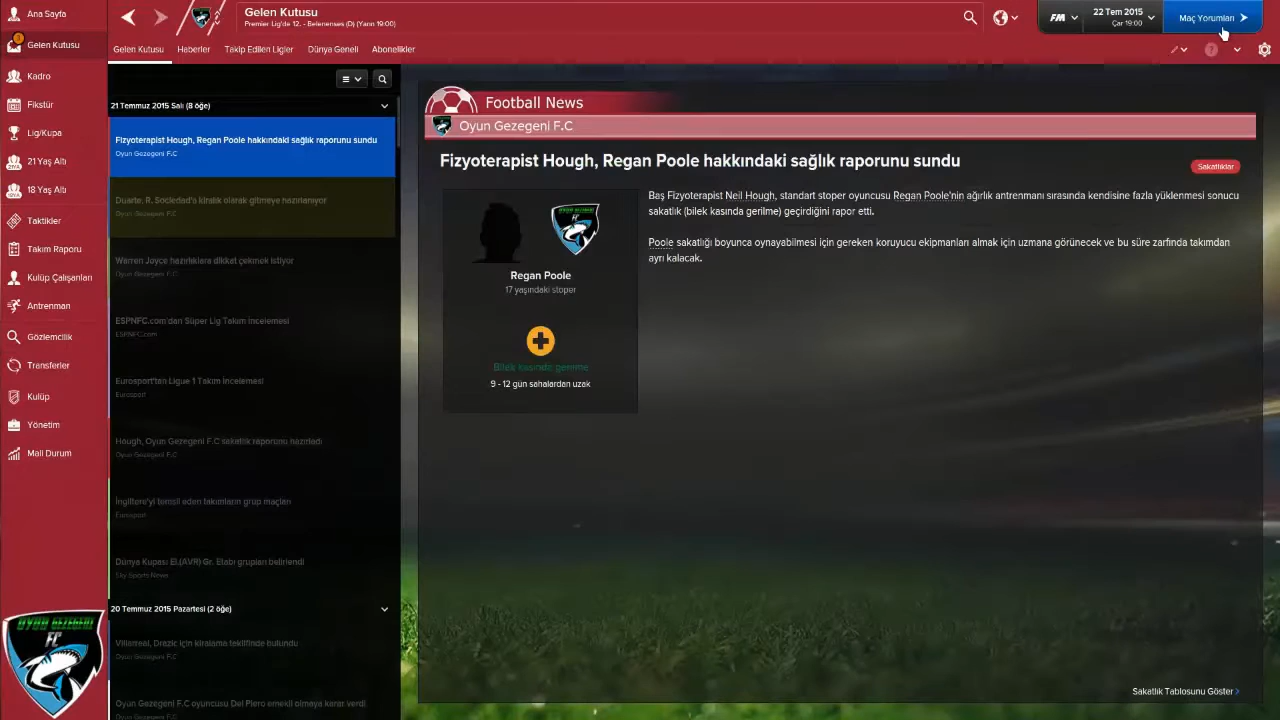 Ana Sayfa
Gelen Kutusu
Kadro
Fikstür
Lig/Kupa
21 Yaş Altı
18 Yaş Altı
Taktikler
Takım Raporu
Kulüp Çalışanları
Antrenman
Gözlemcilik
Transferler
Kulüp
Yönetim
Mali Durum
OYUN GEZEGENI
FC
Gelen Kutusu
Premier Lig'de 12. - Belenenses (D) (Yarın 19:00)
FM
22 Tem 2015
Çar 19:00
Maç Yorumları
Gelen Kutusu
Haberler
Takip Edilen Ligler
Dünya Geneli
Abonelikler
21 Temmuz 2015 Salı (8 öğe)
Fizyoterapist Hough, Regan Poole hakkındaki sağlık raporunu sundu
Oyun Gezegeni F.C
Duarte, R. Sociedad'a kiralık olarak gitmeye hazırlanıyor
Oyun Gezegeni F.C
Warren Joyce hazırlıklara dikkat çekmek istiyor
Oyun Gezegeni F.C
ESPNFC.com'dan Süper Lig Takım incelemesi
ESPNFC.com
Eurosport'tan Ligue 1 Takım İncelemesi
Eurosport
Hough, Oyun Gezegeni F.C sakatlık raporunu hazırladı
Oyun Gezegeni F.C
İngiltere'yi temsil eden takımların grup maçları
Eurosport
Dünya Kupası El.(AVR) Gr. Etabı grupları belirlendi
Sky Sports News
20 Temmuz 2015 Pazartesi (2 öğe)
Villarreal, Drazic için kiralama teklifinde bulundu
Oyun Gezegeni F.C
Oyun Gezegeni F.C oyuncusu Del Piero emekli olmaya karar verdi
Oyun Gezegeni F.C
Football News
Oyun Gezegeni F.C
Fizyoterapist Hough, Regan Poole hakkındaki sağlık raporunu sundu
Sakatlıklar
Regan Poole
17 yaşındaki stoper
Bilek kasında gerilme
9 - 12 gün sahalardan uzak
Baş Fizyoterapist Neil Hough, standart stoper oyuncusu Regan Poole'nin ağırlık antrenmanı sırasında kendisine fazla yüklenmesi sonucu
sakatlık (bilek kasında gerilme) geçirdiğini rapor etti.
Poole sakatlığı boyunca oynayabilmesi için gereken koruyucu ekipmanları almak için uzmana görünecek ve bu süre zarfında takımdan
ayrı kalacak.
Sakatlık Tablosunu Göster